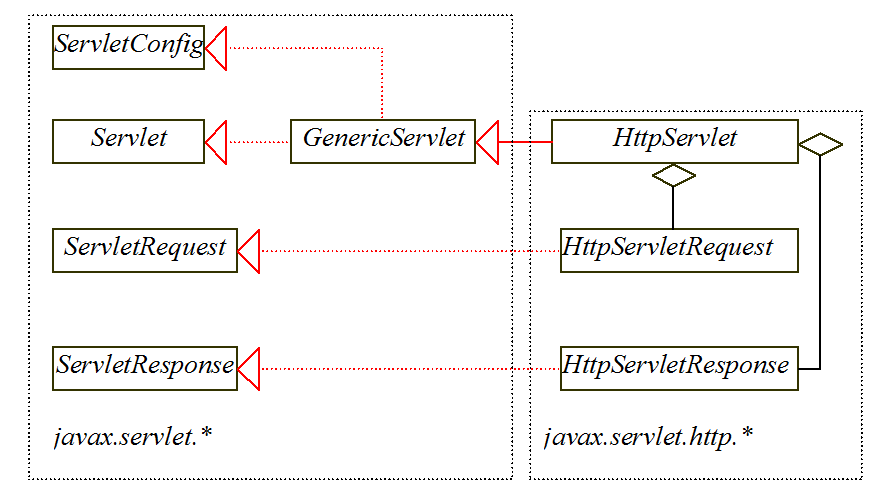 ServletConfig
Servlet
GenericServlet
HttpServlet
ServletRequest
HttpServletRequest
ServletResponse
HttpServletResponse
javax.servlet.*
javax.servlet.http.*